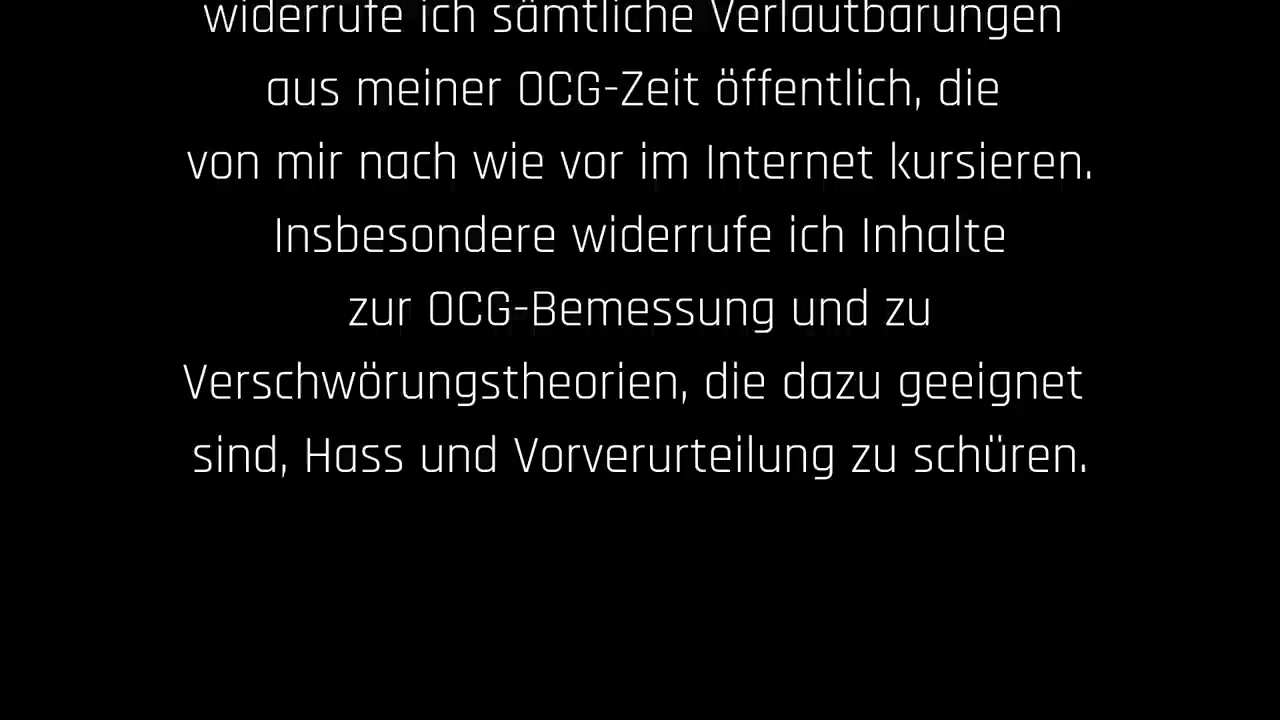 widerrufe ich sämtliche Verlautbarungen
aus meiner OCG-Zeit öffentlich, die
von mir nach wie vor im Internet kursieren.
Insbesondere widerrufe ich Inhalte
zur OCG-Bemessung und zu
Verschwörungstheorien, die dazu geeignet
sind, Hass und Vorverurteilung zu schüren.